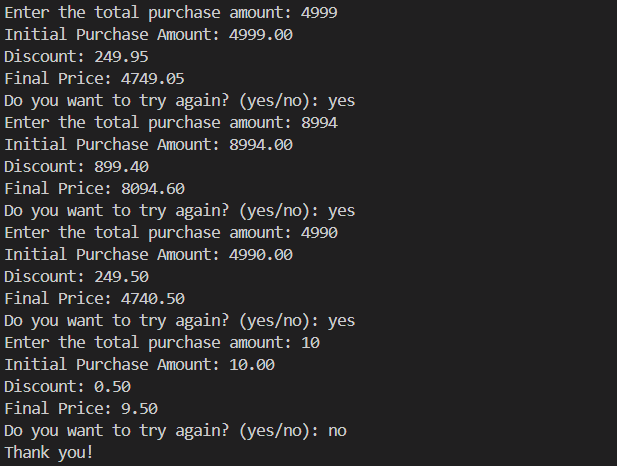 Enter the total purchase amount: 4999
Initial Purchase Amount: 4999.00
Discount: 249.95
Final Price: 4749.05
Do you want to try again? (yes/no): yes
Enter the total purchase amount: 8994
Initial Purchase Amount: 8994.00
Discount: 899.40
Final Price: 8094.60
Do you want to try again? (yes/no): yes
Enter the total purchase amount: 4990
Initial Purchase Amount: 4990.00
Discount: 249.50
Final Price: 4740.50
Do you want to try again? (yes/no): yes
Enter the total purchase amount: 10
Initial Purchase Amount: 10.00
Discount: 0.50
Final Price: 9.50
Do you want to try again? (yes/no): no
Thank you!